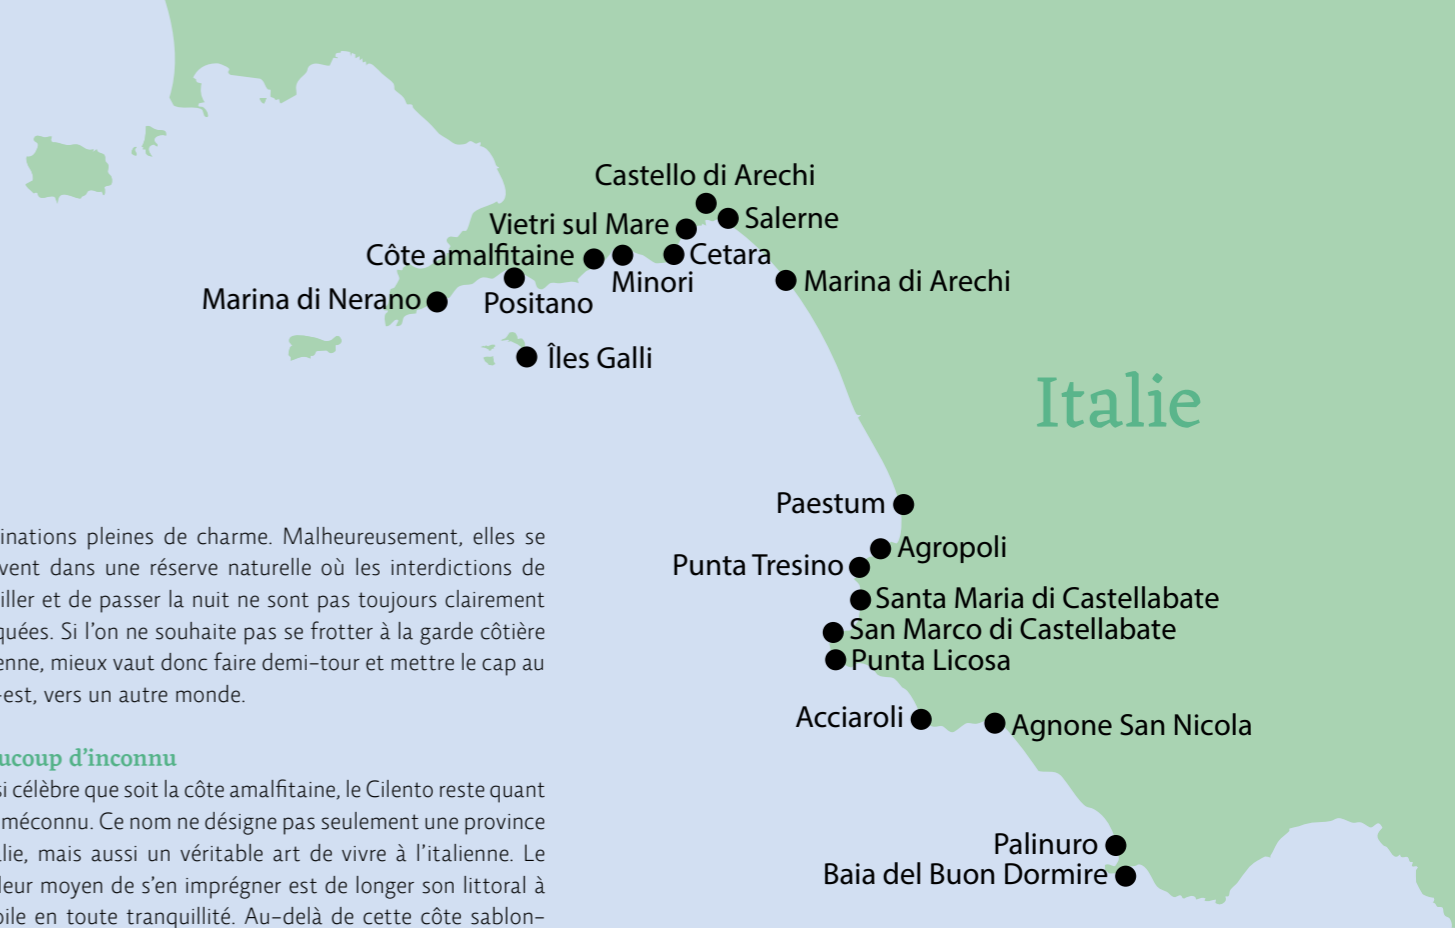 Castello di Arechi
Vietri sul Mare
Salerne
Côte amalfitaine
Cetara
Minori
Marina di Arechi
Marina di Nerano
Positano
Îles Galli
Italie
Paestum
Agropoli
Punta Tresino
Santa Maria di Castellabate
San Marco di Castellabate
Punta Licosa
Acciaroli
Agnone San Nicola
Palinuro
Baia del Buon Dormire
inations pleines de charme. Malheureusement, elles se
vent dans une réserve naturelle où les interdictions de
iller et de passer la nuit ne sont pas toujours clairement
quées. Si l’on ne souhaite pas se frotter à la garde côtière
enne, mieux vaut donc faire demi-tour et mettre le cap au
-est, vers un autre monde.
ucoup d’inconnu
si célèbre que soit la côte amalfitaine, le Cilento reste quant
méconnu. Ce nom ne désigne pas seulement une province
alie, mais aussi un véritable art de vivre à l’italienne. Le
leur moyen de s’en imprégner est de longer son littoral à
oile en toute tranquillité. Au-delà de cette côte sablon-